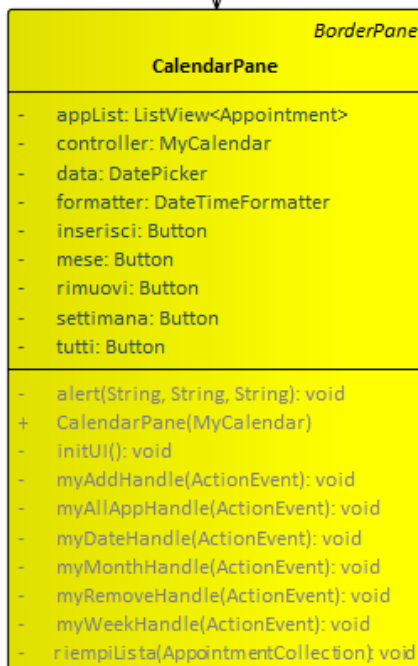 BorderPane
CalendarPane
- appList: ListView<Appointment>
- controller: MyCalendar
- data: DatePicker
- formatter: DateTimeFormatter
- inserisci: Button
- mese: Button
- rimuovi: Button
- settimana: Button
- tutti: Button
- alert(String, String, String): void
+ CalendarPane(MyCalendar)
- initUI(): void
- myAddHandle(ActionEvent): void
- myAllAppHandle(ActionEvent): void
- myDateHandle(ActionEvent): void
- myMonthHandle(ActionEvent): void
- myRemoveHandle(ActionEvent): void
- myWeekHandle(ActionEvent): void
- riempiLista(AppointmentCollection): void